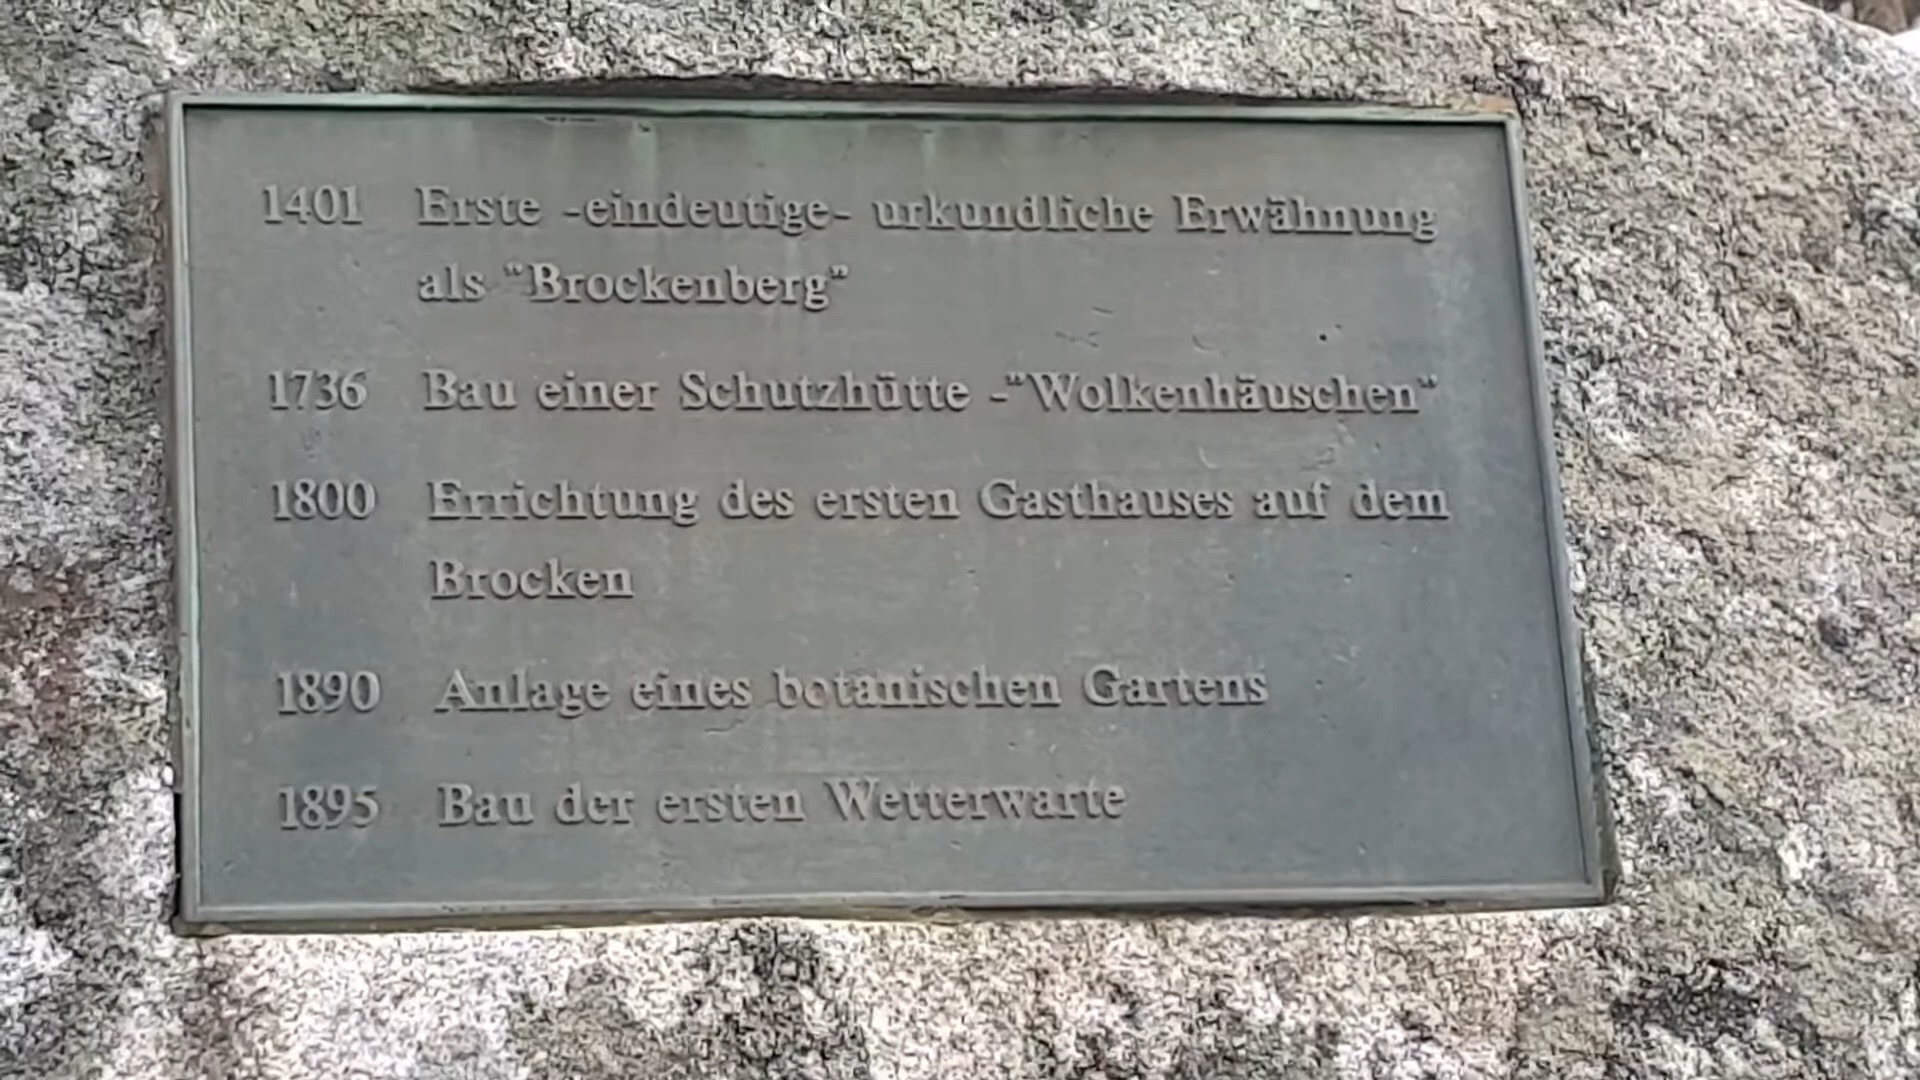 1401 Erste -eindeutige- urkundliche Erwähnung
als "Brockenberg"
1736 Bau einer Schutzhütte -"Wolkenhäuschen"
1800 Errichtung des ersten Gasthauses auf dem
Brocken
1890 Anlage eines botanischen Gartens
1895 Bau der ersten Wetterwarte